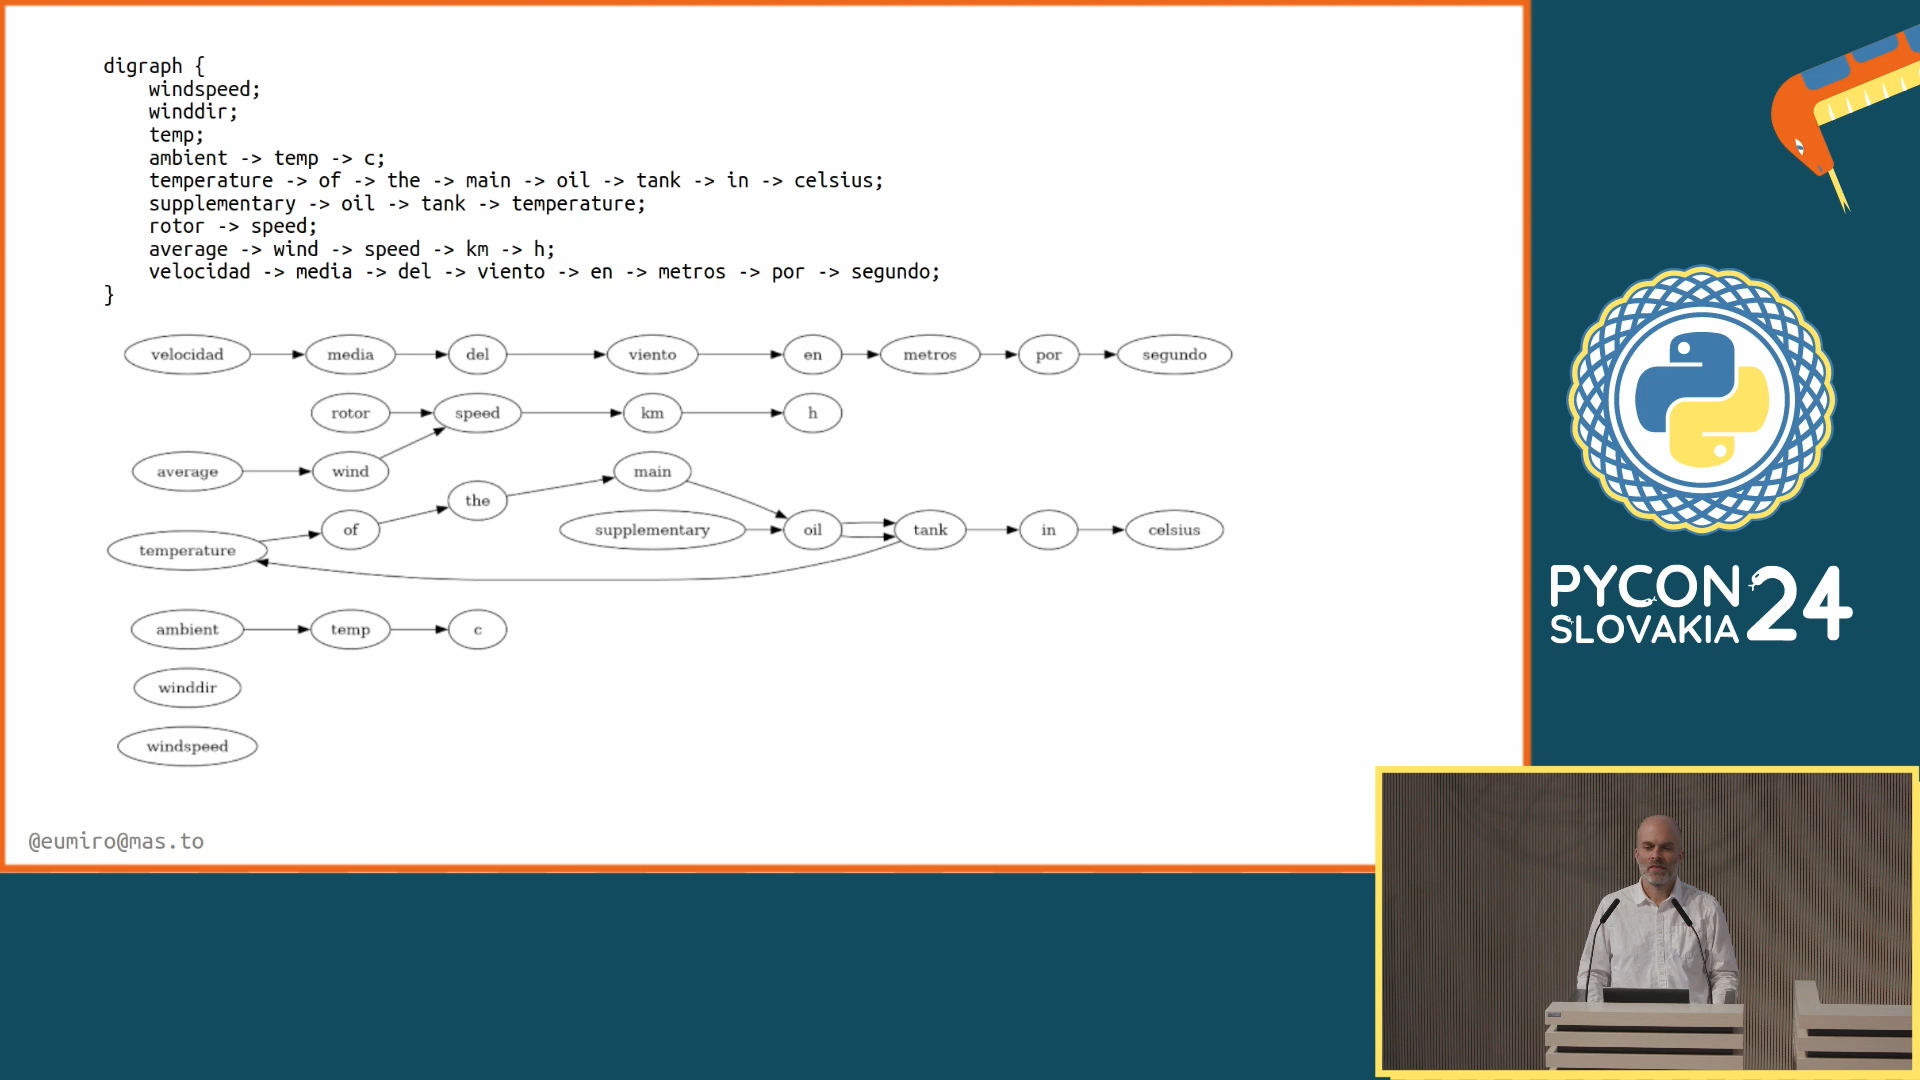 digraph {
windspeed;
winddir;
temp;
ambient -> temp -> c;
temperature -> of -> the -> main -> oil -> tank -> in -> celsius;
supplementary -> oil -> tank -> temperature;
rotor -> speed;
average -> wind -> speed -> km -> h;
velocidad -> media -> del -> viento -> en -> metros -> por -> segundo;
}
velocidad media del viento en metros por segundo
rotor speed km h
average wind main
the
supplementary oil tank in celsius
of
temperature
ambient temp c
winddir
windspeed
@eumiro@mas.to
PYCON
SLOVAKIA
24